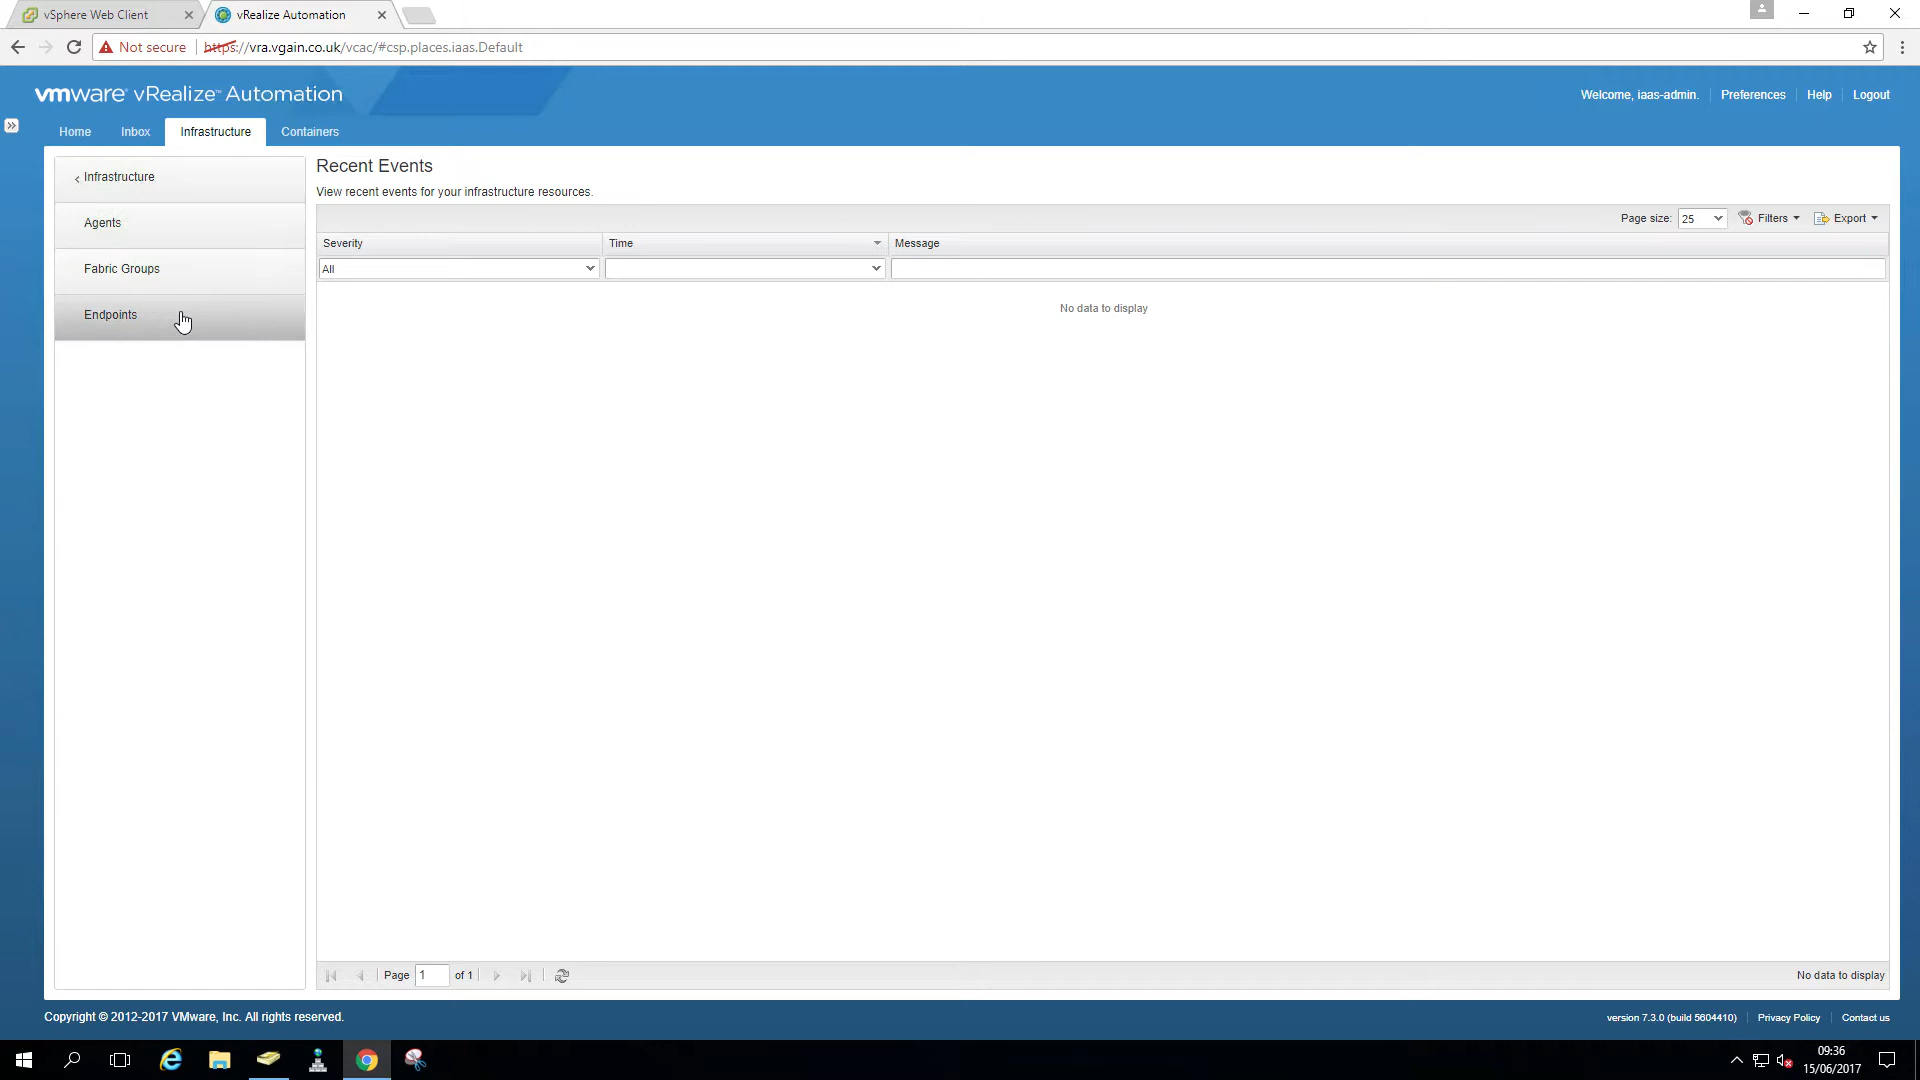 vSphere Web Client
vRealize Automation
Not secure
https://vra.vgain.co.uk/vcac/#csp.places.iaas.Default
vmware vRealize™ Automation
Welcome, iaas-admin.
Preferences
Help
Logout
Home
Inbox
Infrastructure
Containers
Infrastructure
Agents
Fabric Groups
Endpoints
Recent Events
View recent events for your infrastructure resources.
Page size: 25
Filters
Export
Severity
Time
Message
All
No data to display
Page 1 of 1
No data to display
Copyright © 2012-2017 VMware, Inc. All rights reserved.
version 7.3.0 (build 5604410)
Privacy Policy
Contact us
09:36
15/06/2017